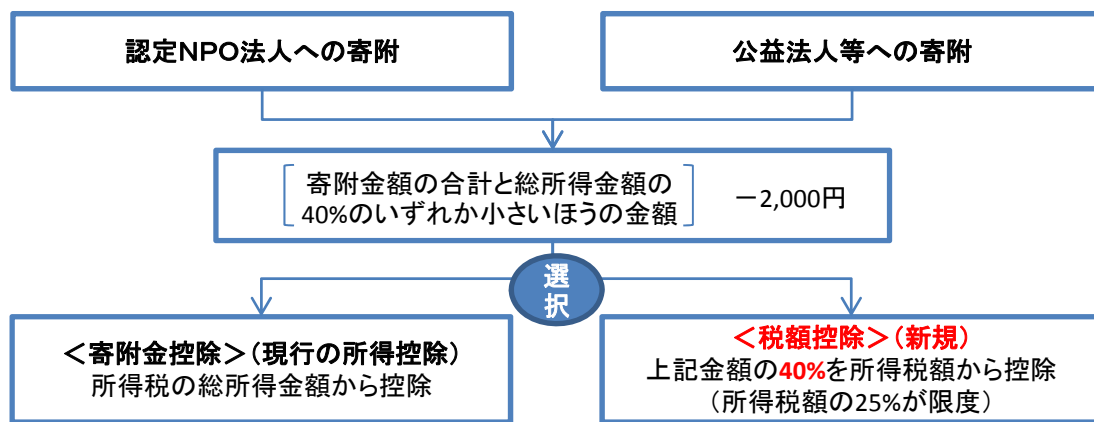 認定NPO法人への寄附
公益法人等への寄附
寄附金額の合計と総所得金額の
40%のいずれか小さいほうの金額
－2,000円
選
択
＜寄附金控除＞(現行の所得控除)
所得税の総所得金額から控除
＜税額控除＞(新規)
上記金額の40%を所得税額から控除
（所得税額の25%が限度）